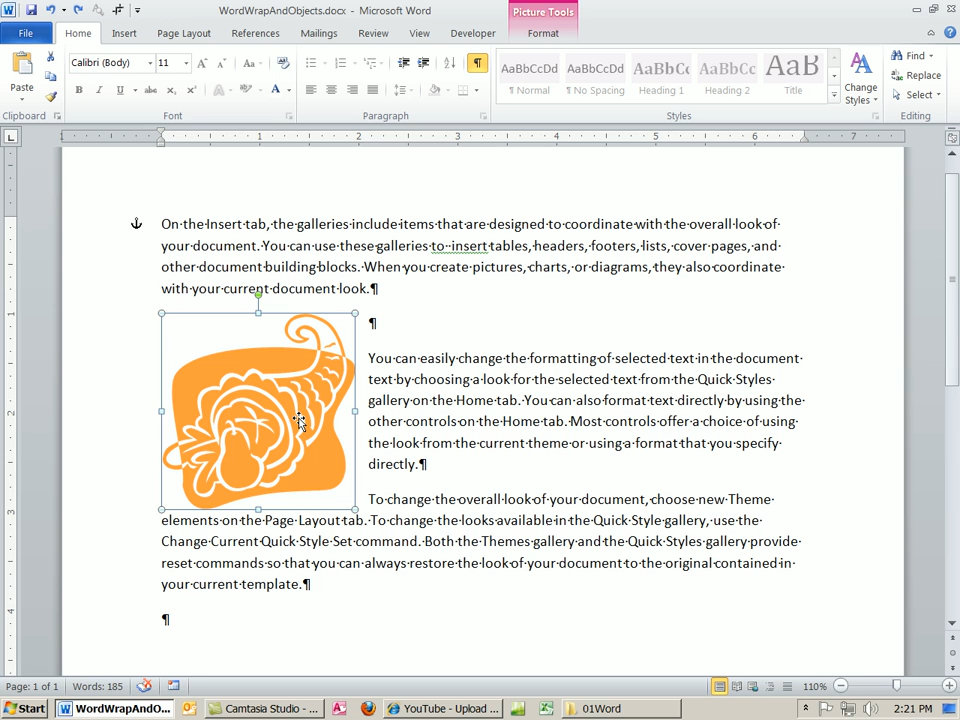 WordWrapAndObjects.docx - Microsoft Word
Picture Tools
File Home Insert Page Layout References Mailings Review View Developer Format
Paste
Clipboard
Calibri (Body) 11
Font
Paragraph
AaBbCcDd AaBbCcDd AaBbCc AaBbCc AaB
¶ Normal ¶ No Spacing Heading 1 Heading 2 Title
Styles
Change Styles
Find
Replace
Select
Editing
1 2 3 4 5 6 7
On·the·Insert·tab,·the·galleries·include·items·that·are·designed·to·coordinate·with·the·overall·look·of·
your·document.·You·can·use·these·galleries·to··insert·tables,·headers,·footers,·lists,·cover·pages,·and·
other·document·building·blocks.·When·you·create·pictures,·charts,·or·diagrams,·they·also·coordinate·
with·your·current·document·look.¶
¶
You·can·easily·change·the·formatting·of·selected·text·in·the·document·
text·by·choosing·a·look·for·the·selected·text·from·the·Quick·Styles·
gallery·on·the·Home·tab.·You·can·also·format·text·directly·by·using·the·
other·controls·on·the·Home·tab.·Most·controls·offer·a·choice·of·using·
the·look·from·the·current·theme·or·using·a·format·that·you·specify·
directly.¶
To·change·the·overall·look·of·your·document,·choose·new·Theme·
elements·on·the·Page·Layout·tab.·To·change·the·looks·available·in·the·Quick·Style·gallery,·use·the·
Change·Current·Quick·Style·Set·command.·Both·the·Themes·gallery·and·the·Quick·Styles·gallery·provide·
reset·commands·so·that·you·can·always·restore·the·look·of·your·document·to·the·original·contained·in·
your·current·template.¶
¶
1
2
3
4
Page: 1 of 1 Words: 185 110%
Start WordWrapAndO... Camtasia Studio - ... YouTube - Upload ... 01Word 2:21 PM